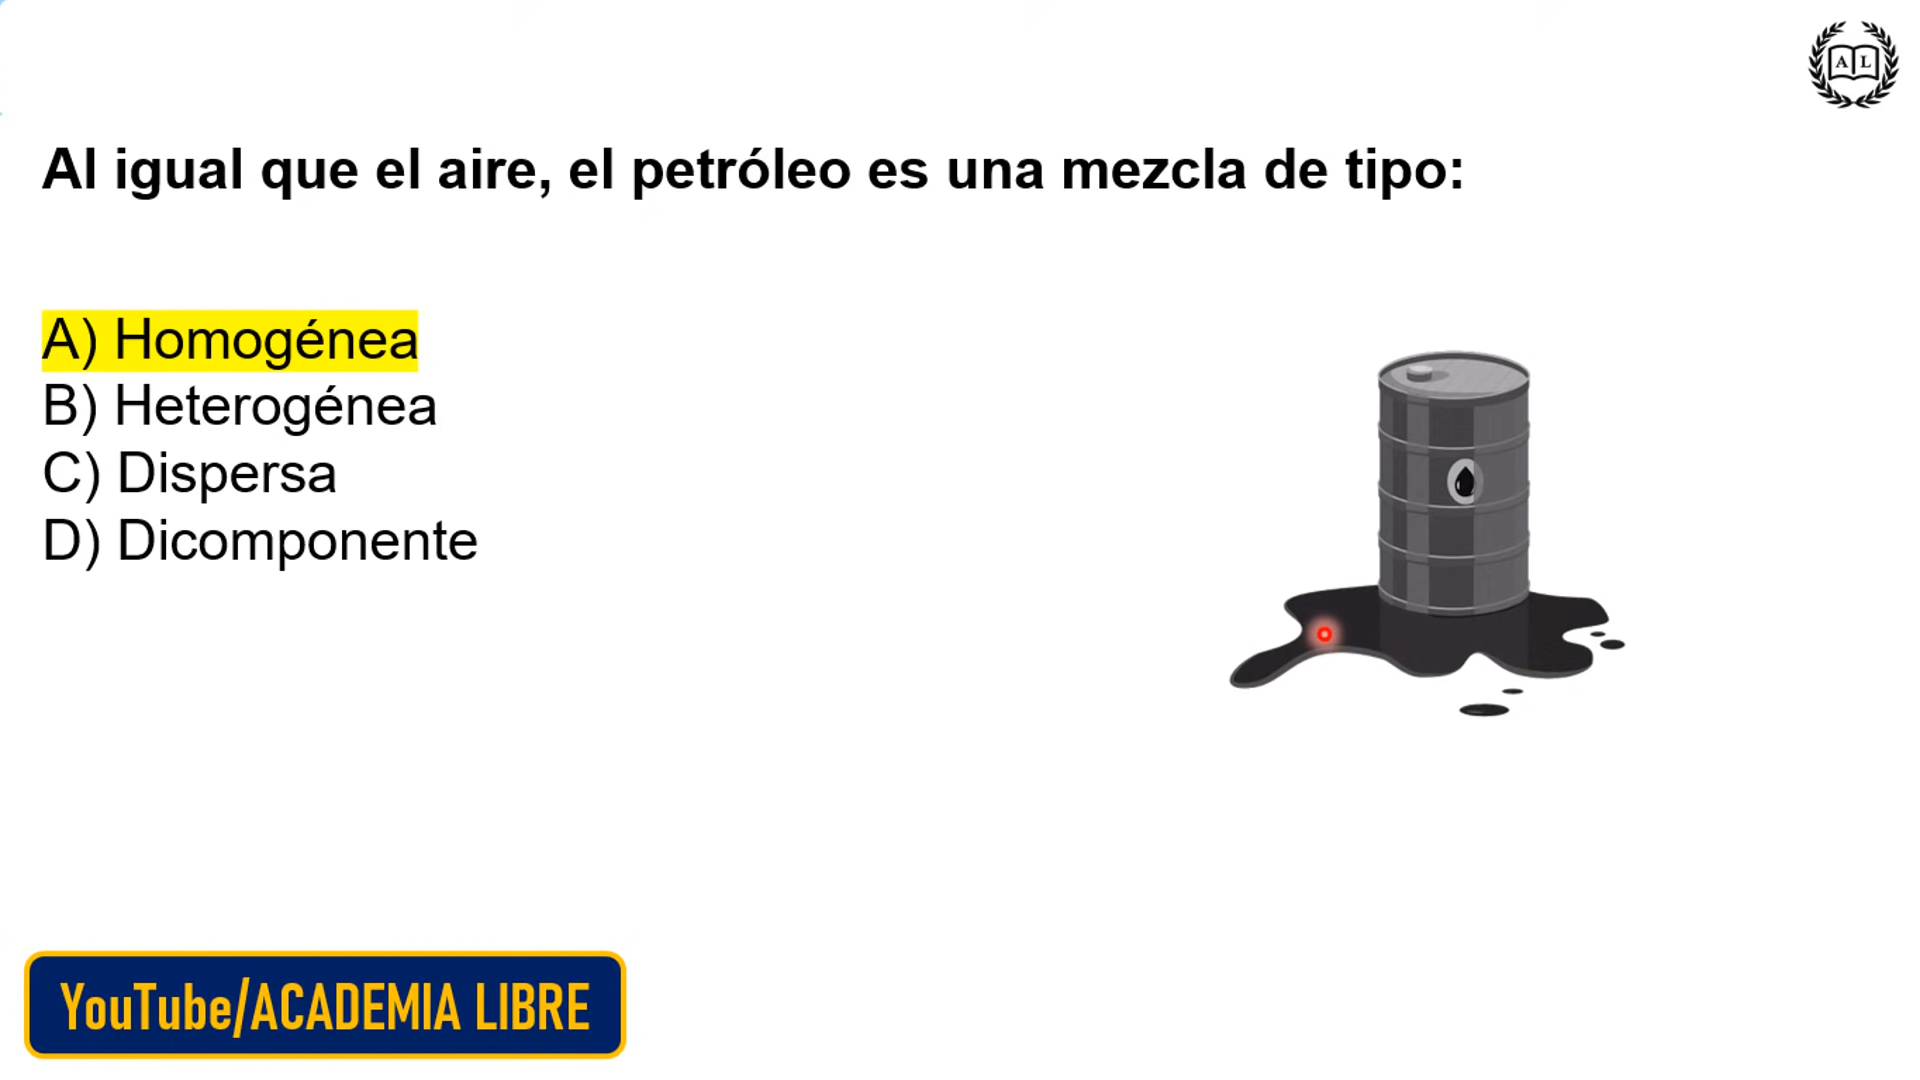 A L
Al igual que el aire, el petróleo es una mezcla de tipo:
A) Homogénea
B) Heterogénea
C) Dispersa
D) Dicomponente
YouTube/ACADEMIA LIBRE